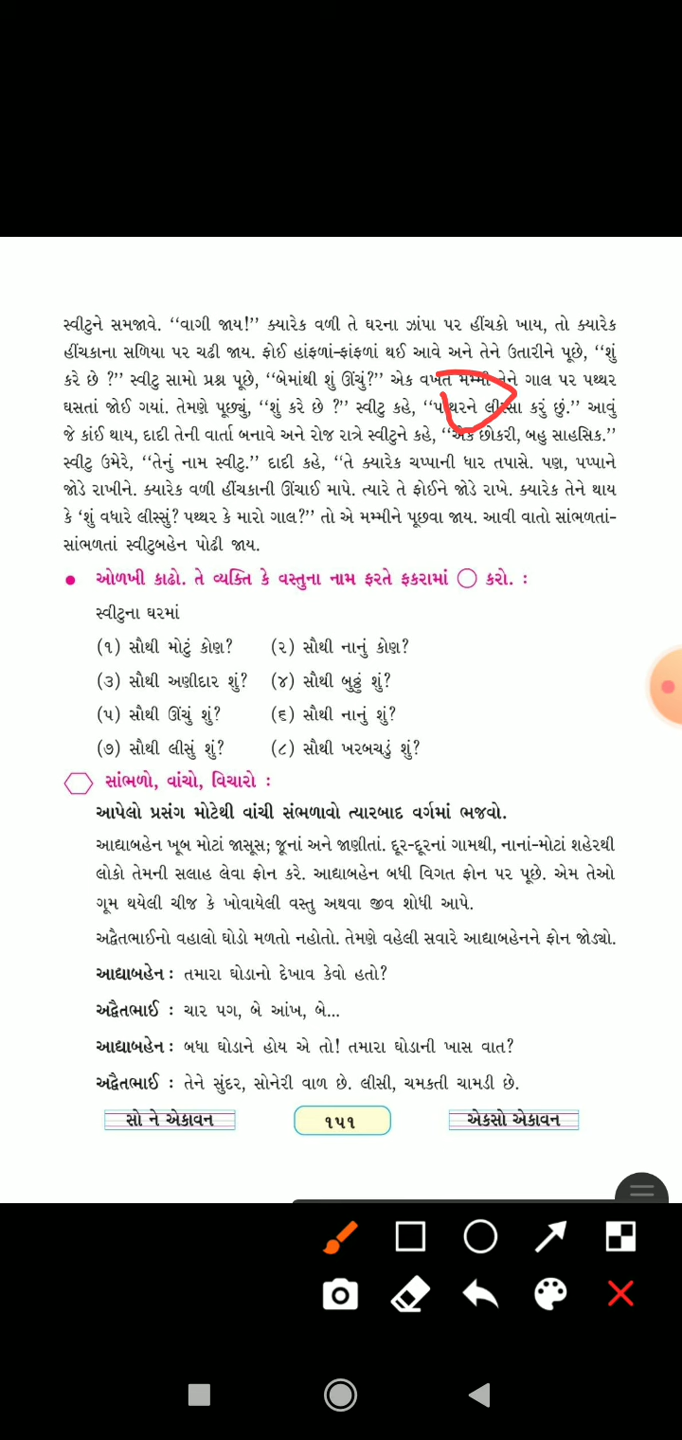 સ્વીટુને સમજાવે. “વાગી જાય!” ક્યારેક વળી તે ઘરના ઝાંપા પર હીંચકો ખાય, તો ક્યારેક
હીંચકાના સળિયા પર ચઢી જાય. ફોઈ હાંફળાં-ફાંફળાં થઈ આવે અને તેને ઉતારીને પૂછે, “શું
કરે છે ?” સ્વીટુ સામો પ્રશ્ન પૂછે, “બેમાંથી શું ઊંચું?” એક વખત મમ્મી તેને ગાલ પર પથ્થર
ઘસતાં જોઈ ગયાં. તેમણે પૂછ્યું, “શું કરે છે ?” સ્વીટુ કહે, “પથ્થરને લીસ્સા કરું છું.” આવું
જે કાંઈ થાય, દાદી તેની વાર્તા બનાવે અને રોજ રાત્રે સ્વીટુને કહે, “એક છોકરી, બહુ સાહસિક.”
સ્વીટુ ઉમેરે, “તેનું નામ સ્વીટુ.” દાદી કહે, “તે ક્યારેક ચપ્પાની ધાર તપાસે. પણ, પપ્પાને
જોડે રાખીને. ક્યારેક વળી હીંચકાની ઊંચાઈ માપે. ત્યારે તે ફોઈને જોડે રાખે. ક્યારેક તેને થાય
કે ‘શું વધારે લીસ્સું? પથ્થર કે મારો ગાલ?” તો એ મમ્મીને પૂછવા જાય. આવી વાતો સાંભળતાં-
સાંભળતાં સ્વીટુબહેન પોઢી જાય.
• ઓળખી કાઢો. તે વ્યક્તિ કે વસ્તુના નામ ફરતે ફકરામાં ◯ કરો. :
સ્વીટુના ઘરમાં
(૧) સૌથી મોટું કોણ? (૨) સૌથી નાનું કોણ?
(૩) સૌથી અણીદાર શું? (૪) સૌથી બુઠ્ઠું શું?
(૫) સૌથી ઊંચું શું? (૬) સૌથી નાનું શું?
(૭) સૌથી લીસું શું? (૮) સૌથી ખરબચડું શું?
સાંભળો, વાંચો, વિચારો :
આપેલો પ્રસંગ મોટેથી વાંચી સંભળાવો ત્યારબાદ વર્ગમાં ભજવો.
આદ્યાબહેન ખૂબ મોટાં જાસૂસ; જૂનાં અને જાણીતાં. દૂર-દૂરનાં ગામથી, નાનાં-મોટાં શહેરથી
લોકો તેમની સલાહ લેવા ફોન કરે. આદ્યાબહેન બધી વિગત ફોન પર પૂછે. એમ તેઓ
ગૂમ થયેલી ચીજ કે ખોવાયેલી વસ્તુ અથવા જીવ શોધી આપે.
અદ્વૈતભાઈનો વહાલો ઘોડો મળતો નહોતો. તેમણે વહેલી સવારે આદ્યાબહેનને ફોન જોડ્યો.
આદ્યાબહેન : તમારા ઘોડાનો દેખાવ કેવો હતો?
અદ્વૈતભાઈ : ચાર પગ, બે આંખ, બે...
આદ્યાબહેન : બધા ઘોડાને હોય એ તો! તમારા ઘોડાની ખાસ વાત?
અદ્વૈતભાઈ : તેને સુંદર, સોનેરી વાળ છે. લીસી, ચમકતી ચામડી છે.
સો ને એકાવન ૧૫૧ એકસો એકાવન